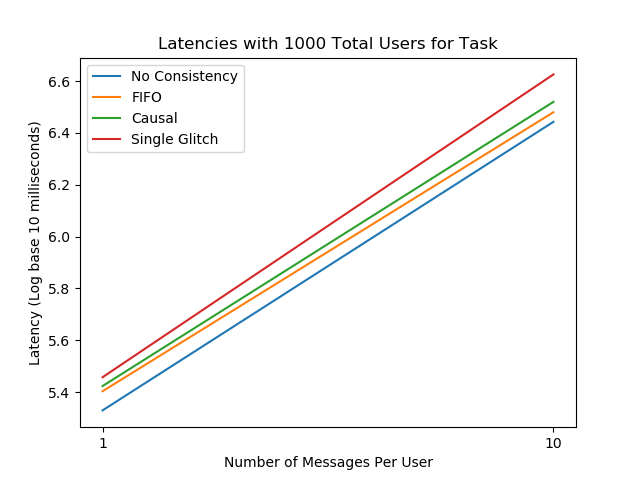 Latencies with 1000 Total Users for Task
No Consistency
FIFO
Causal
Single Glitch
Latency (Log base 10 milliseconds)
6.6
6.4
6.2
6.0
5.8
5.6
5.4
1
10
Number of Messages Per User